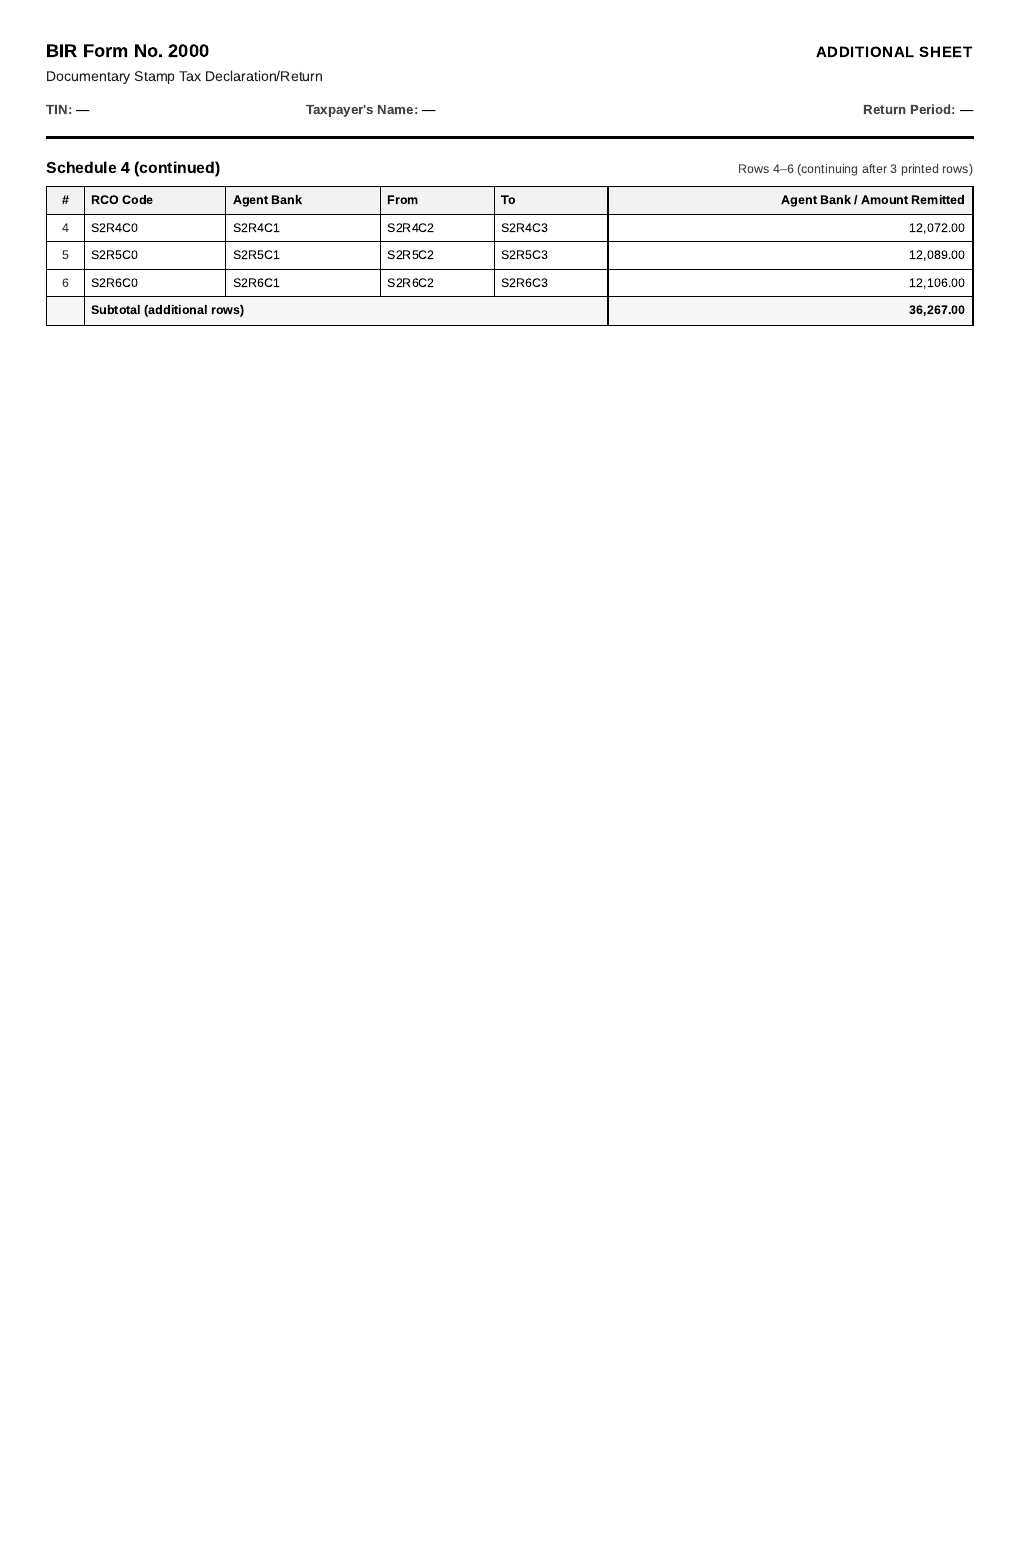 BIR Form No. 2000
ADDITIONAL SHEET
Documentary Stamp Tax Declaration/Return
TIN: — Taxpayer's Name: — Return Period: —
Schedule 4 (continued) Rows 4–6 (continuing after 3 printed rows)
# RCO Code Agent Bank From To Agent Bank / Amount Remitted
4 S2R4C0 S2R4C1 S2R4C2 S2R4C3 12,072.00
5 S2R5C0 S2R5C1 S2R5C2 S2R5C3 12,089.00
6 S2R6C0 S2R6C1 S2R6C2 S2R6C3 12,106.00
Subtotal (additional rows) 36,267.00